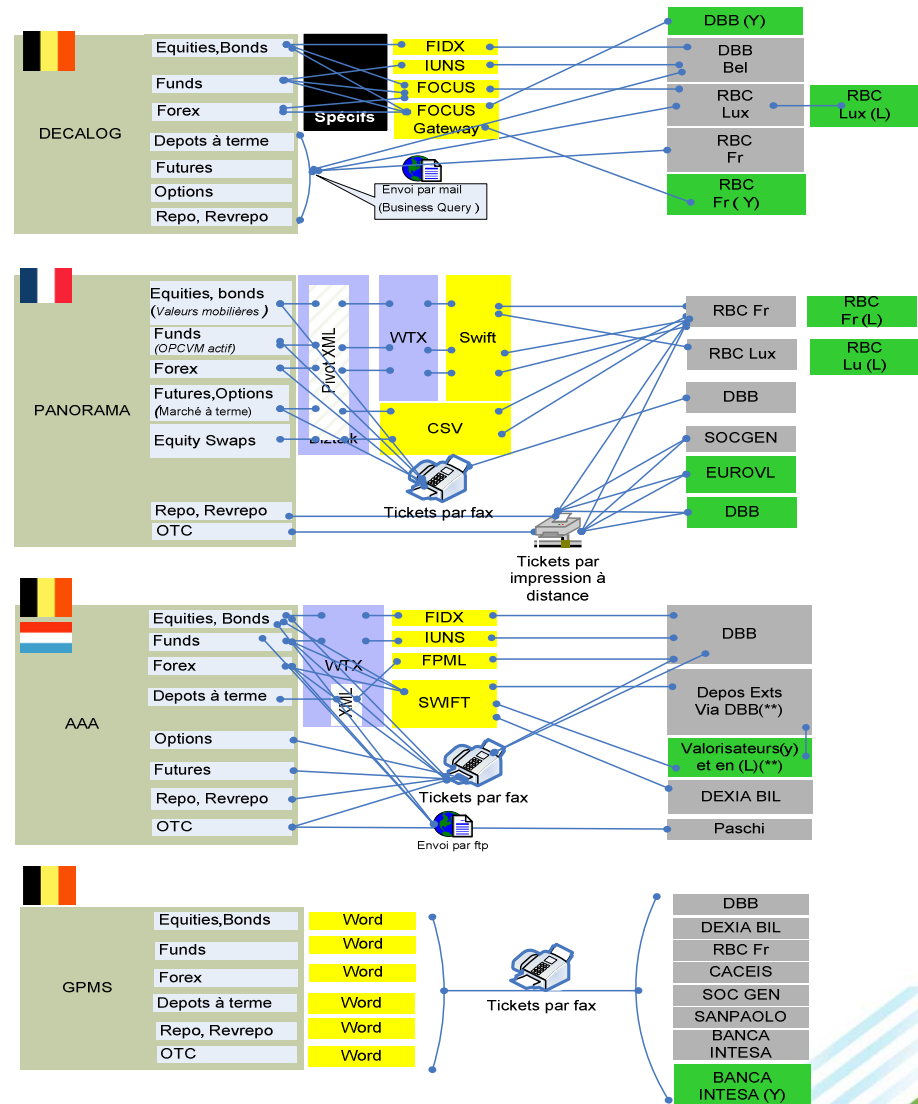 DECALOG
Equities,Bonds
Funds
Forex
Depots à terme
Futures
Options
Repo, Revrepo
Spécifs
FIDX
IUNS
FOCUS
FOCUS
Gateway
Envoi par mail
(Business Query )
DBB (Y)
DBB
Bel
RBC
Lux
RBC
Lux (L)
RBC
Fr
RBC
Fr ( Y)
PANORAMA
Equities, bonds
(Valeurs mobilières )
Funds
(OPCVM actif)
Forex
Futures,Options
(Marché à terme)
Equity Swaps
Repo, Revrepo
OTC
Pivot XML
Biztalk
WTX
Swift
CSV
Tickets par fax
Tickets par
impression à
distance
RBC Fr
RBC
Fr (L)
RBC Lux
RBC
Lu (L)
DBB
SOCGEN
EUROVL
DBB
AAA
Equities, Bonds
Funds
Forex
Depots à terme
Options
Futures
Repo, Revrepo
OTC
WTX
XML
FIDX
IUNS
FPML
SWIFT
Tickets par fax
Envoi par ftp
DBB
Depos Exts
Via DBB(**)
Valorisateurs(y)
et en (L)(**)
DEXIA BIL
Paschi
GPMS
Equities,Bonds
Funds
Forex
Depots à terme
Repo, Revrepo
OTC
Word
Word
Word
Word
Word
Word
Tickets par fax
DBB
DEXIA BIL
RBC Fr
CACEIS
SOC GEN
SANPAOLO
BANCA
INTESA
BANCA
INTESA (Y)